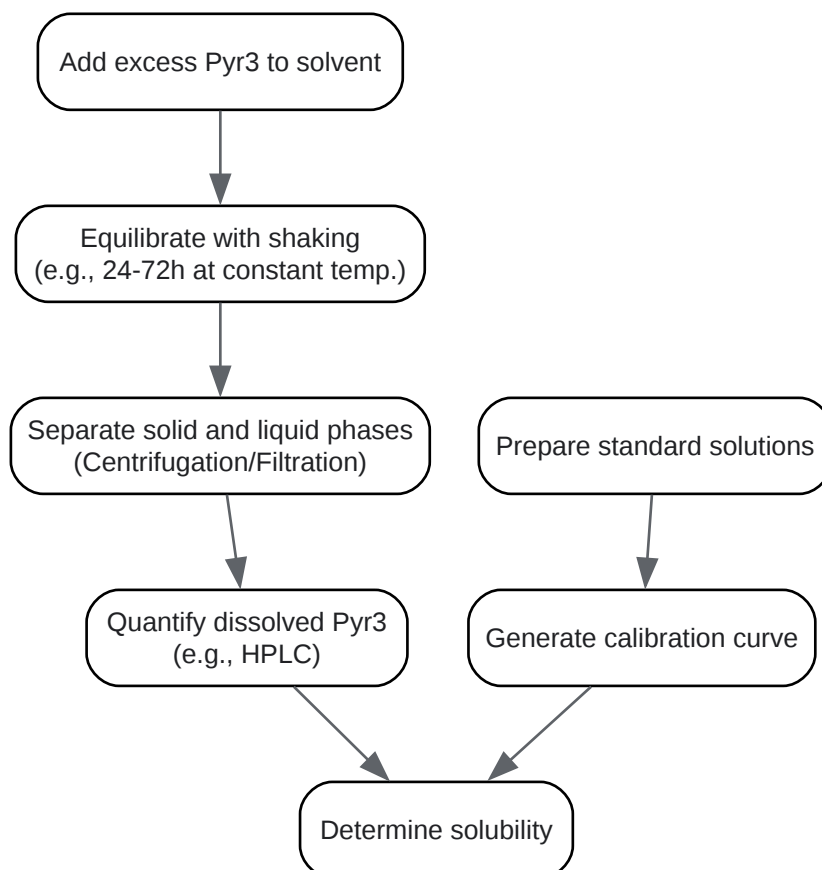 Add excess Pyr3 to solvent
Equilibrate with shaking
(e.g., 24-72h at constant temp.)
Separate solid and liquid phases
(Centrifugation/Filtration)
Prepare standard solutions
Quantify dissolved Pyr3
(e.g., HPLC)
Generate calibration curve
Determine solubility